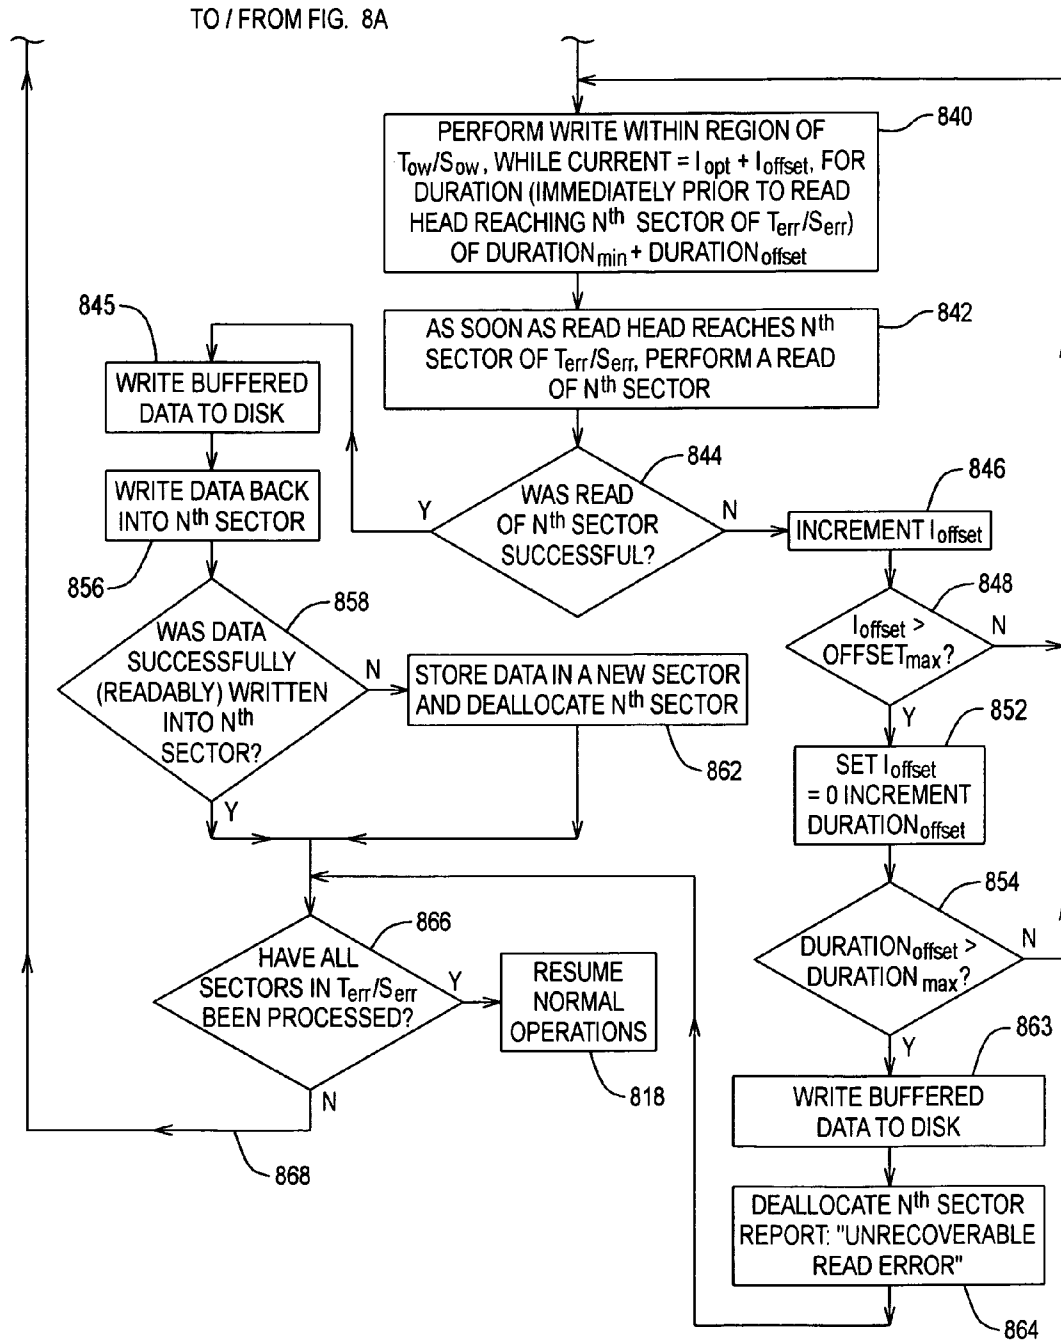 TO / FROM FIG. 8A
PERFORM WRITE WITHIN REGION OF
Tow/Sow, WHILE CURRENT = Iopt + Ioffset, FOR
DURATION (IMMEDIATELY PRIOR TO READ
HEAD REACHING Nth SECTOR OF Terr/Serr)
OF DURATIONmin + DURATIONoffset
840
AS SOON AS READ HEAD REACHES Nth
SECTOR OF Terr/Serr, PERFORM A READ
OF Nth SECTOR
842
845
WRITE BUFFERED
DATA TO DISK
WRITE DATA BACK
INTO Nth SECTOR
856
844
WAS READ
OF Nth SECTOR
SUCCESSFUL?
Y
N
846
INCREMENT Ioffset
848
Ioffset >
OFFSETmax?
N
Y
858
WAS DATA
SUCCESSFULLY
(READABLY) WRITTEN
INTO Nth
SECTOR?
N
Y
STORE DATA IN A NEW SECTOR
AND DEALLOCATE Nth SECTOR
862
852
SET Ioffset
= 0 INCREMENT
DURATIONoffset
854
DURATIONoffset >
DURATION max?
N
Y
866
HAVE ALL
SECTORS IN Terr/Serr
BEEN PROCESSED?
Y
N
RESUME
NORMAL
OPERATIONS
818
868
863
WRITE BUFFERED
DATA TO DISK
DEALLOCATE Nth SECTOR
REPORT: "UNRECOVERABLE
READ ERROR"
864